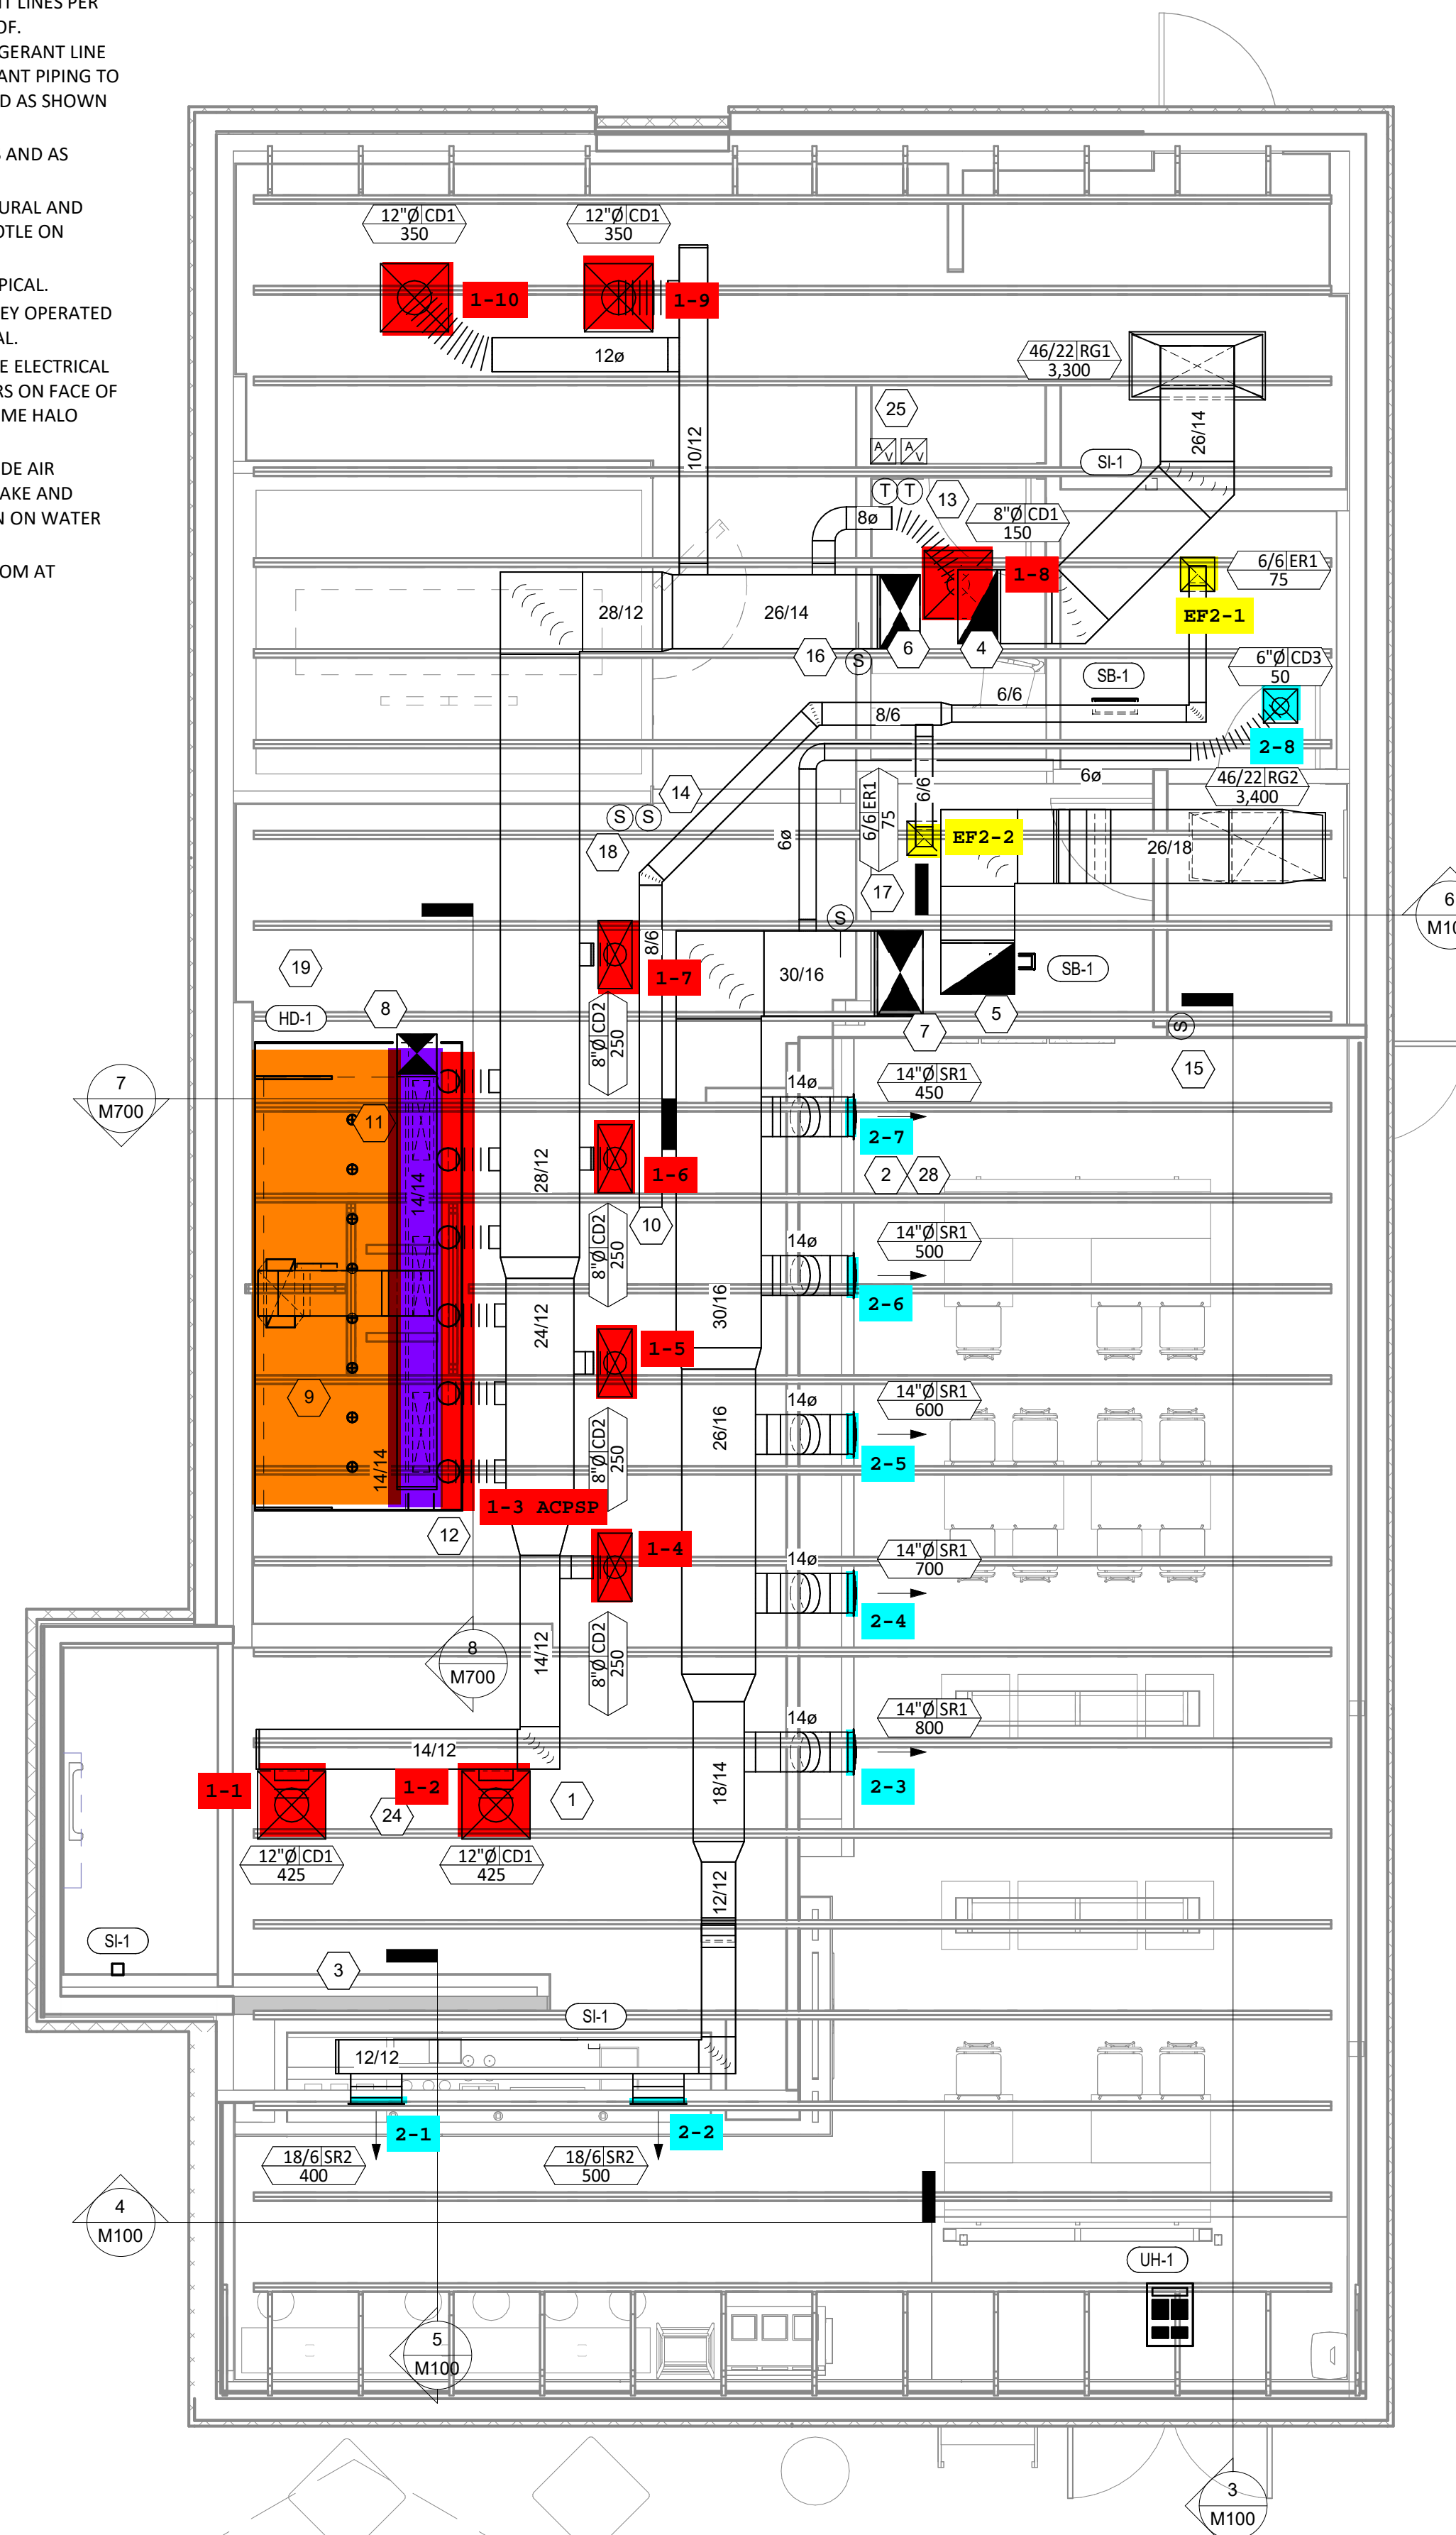 T LINES PER
OF.
GERANT LINE
ANT PIPING TO
D AS SHOWN
AND AS
URAL AND
OTLE ON
PICAL.
EY OPERATED
AL.
E ELECTRICAL
RS ON FACE OF
ME HALO
DE AIR
AKE AND
N ON WATER
OM AT
12"Ø CD1
350
12"Ø CD1
350
1-10
1-9
12ø
46/22 RG1
3,300
10/12
25
26/14
A/V
A/V
SI-1
T T
13
8ø
8"Ø CD1
150
1-8
6/6 ER1
75
EF2-1
28/12
26/14
16
S
6
4
6"Ø CD3
50
SB-1
6/6
8/6
2-8
6ø
46/22 RG2
3,400
14
S S
18
6ø
6/6 ER1
75
6/6
EF2-2
26/18
17
6
M10
S
8/6
19
1-7
30/16
SB-1
HD-1
8
8"Ø CD2
250
5
7
S
15
7
M700
11
14ø
14"Ø SR1
450
2-7
14/14
28/12
1-6
2
28
10
8"Ø CD2
250
14ø
14"Ø SR1
500
2-6
24/12
30/16
1-5
9
14ø
14"Ø SR1
600
2-5
26/16
8"Ø CD2
250
14/14
1-3 ACPSP
12
1-4
14ø
14"Ø SR1
700
2-4
8
M700
14/12
8"Ø CD2
250
14ø
14"Ø SR1
800
2-3
14/12
1-1
1-2
24
1
18/14
12"Ø CD1
425
12"Ø CD1
425
12/12
SI-1
3
SI-1
12/12
2-1
2-2
18/6 SR2
400
18/6 SR2
500
4
M100
UH-1
5
M100
3
M100